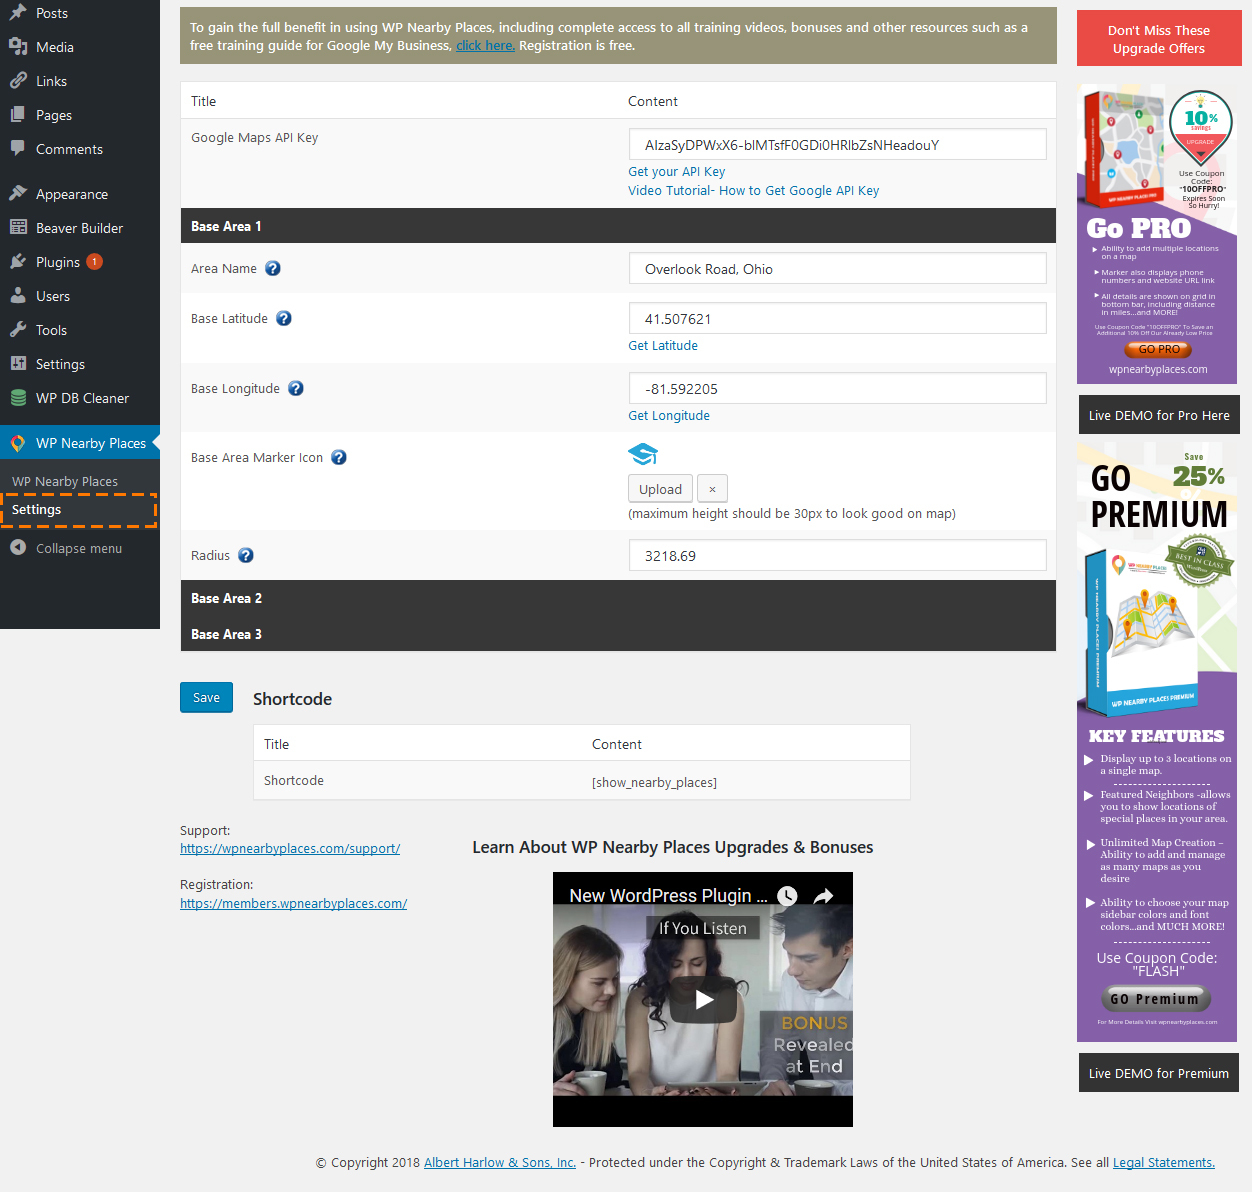 Posts
Media
Links
Pages
Comments
Appearance
Beaver Builder
Plugins 1
Users
Tools
Settings
WP DB Cleaner
WP Nearby Places
WP Nearby Places
Settings
Collapse menu
To gain the full benefit in using WP Nearby Places, including complete access to all training videos, bonuses and other resources such as a
free training guide for Google My Business, click here. Registration is free.
Title Content
Google Maps API Key
AIzaSyDPWxX6-bIMTsfF0GDi0HRlbZsNHeadouY
Get your API Key
Video Tutorial- How to Get Google API Key
Base Area 1
Area Name ? Overlook Road, Ohio
Base Latitude ? 41.507621
Get Latitude
Base Longitude ? -81.592205
Get Longitude
Base Area Marker Icon ?
Upload ×
(maximum height should be 30px to look good on map)
Radius ? 3218.69
Base Area 2
Base Area 3
Save
Shortcode
Title Content
Shortcode [show_nearby_places]
Support:
https://wpnearbyplaces.com/support/
Registration:
https://members.wpnearbyplaces.com/
Learn About WP Nearby Places Upgrades & Bonuses
New WordPress Plugin ...
If You Listen
BONUS
Revealed
at End
Don't Miss These
Upgrade Offers
10%
savings
UPGRADE
Use Coupon
Code:
"10OFFPRO"
Expires Soon
So Hurry!
WP NEARBY PLACES PRO
Go PRO
Ability to add multiple locations
on a map
Marker also displays phone
numbers and website URL link
All details are shown on grid in
bottom bar, including distance
in miles...and MORE!
Use Coupon Code "10OFFPRO" To Save an
Additional 10% Off Our Already Low Price
GO PRO
wpnearbyplaces.com
Live DEMO for Pro Here
Save
25%
GO
PREMIUM
BEST IN CLASS
WP NEARBY PLACES
WP NEARBY PLACES PREMIUM
WP NEARBY PLACES PREMIUM
KEY FEATURES
Display up to 3 locations on
a single map.
Featured Neighbors -allows
you to show locations of
special places in your area.
Unlimited Map Creation –
Ability to add and manage
as many maps as you
desire
Ability to choose your map
sidebar colors and font
colors...and MUCH MORE!
Use Coupon Code:
"FLASH"
GO Premium
For More Details Visit wpnearbyplaces.com
Live DEMO for Premium
© Copyright 2018 Albert Harlow & Sons, Inc. - Protected under the Copyright & Trademark Laws of the United States of America. See all Legal Statements.